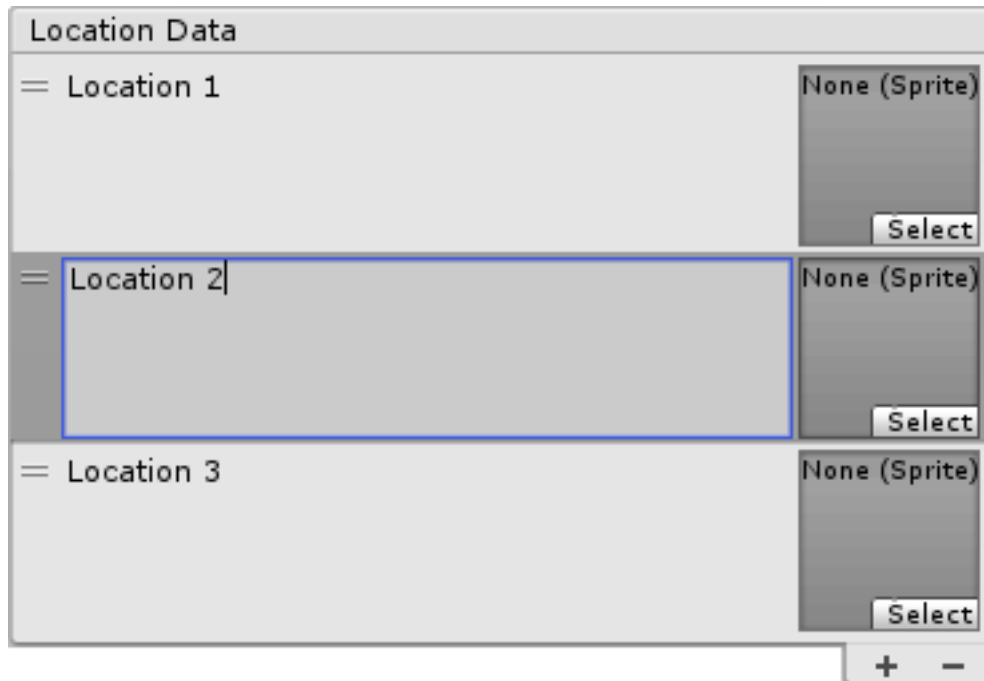 Location Data
Location 1
None (Sprite)
Select
Location 2
None (Sprite)
Select
Location 3
None (Sprite)
Select
+ −